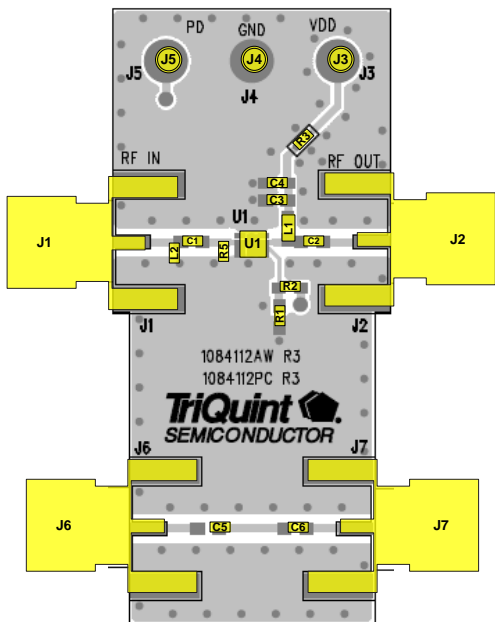 PD
GND
VDD
J5
J4
J3
J5
J3
J4
R3
RF IN
RF OUT
C4
C3
U1
L1
J1
J2
C1
L2
R5
U1
C2
R2
R1
J1
J2
1084112AW R3
1084112PC R3
TriQuint
SEMICONDUCTOR
J6
J7
J6
C5
C6
J7